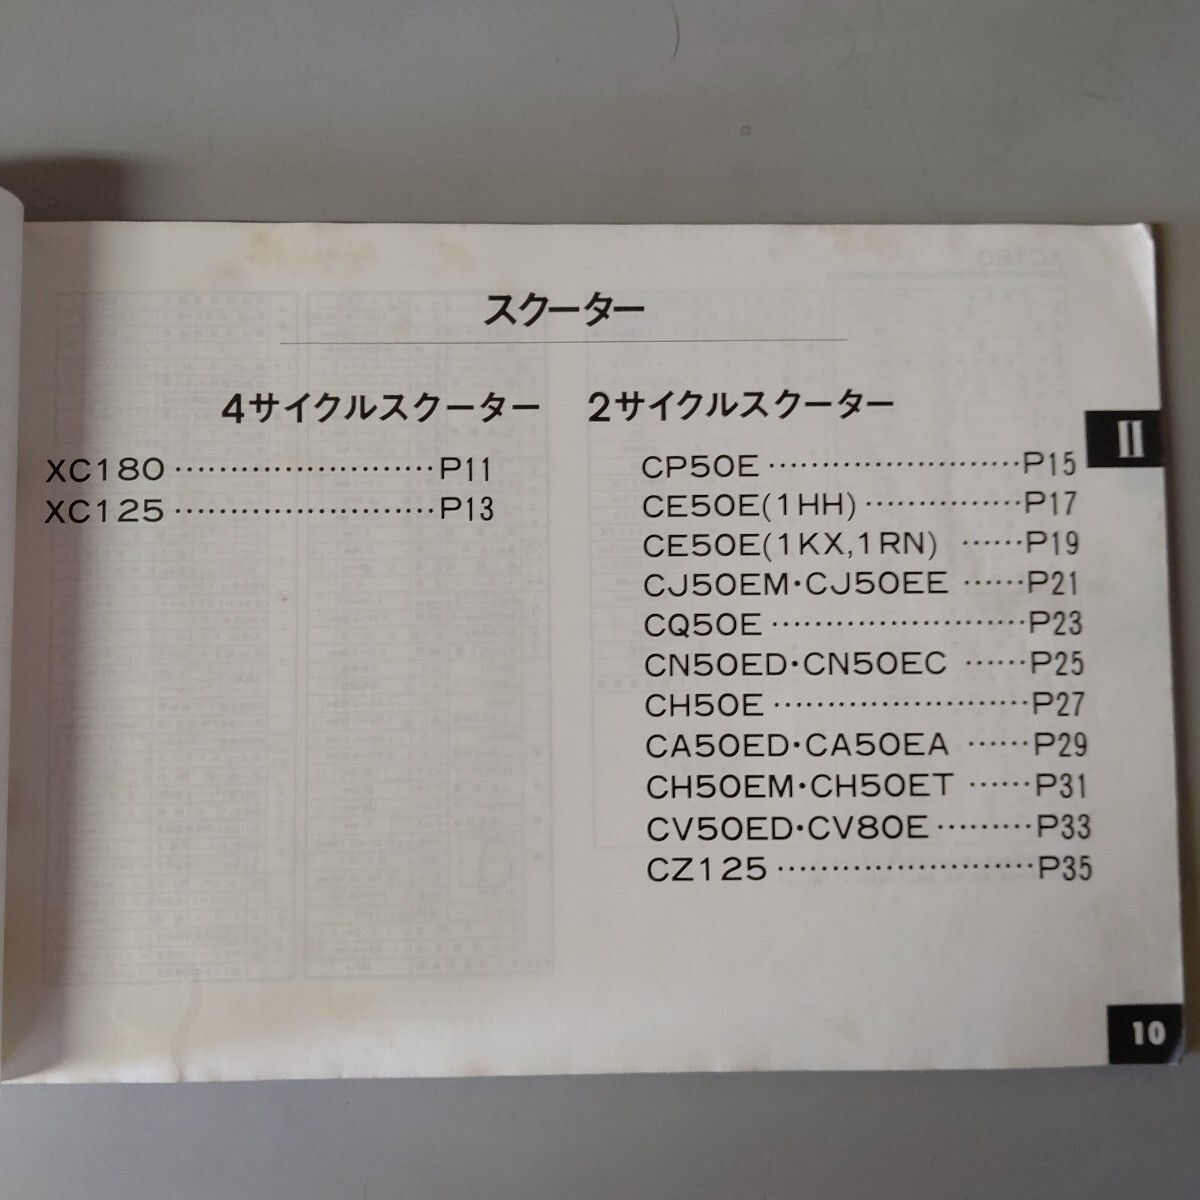 スクーター
4サイクルスクーター
XC180 ························ P11
XC125 ························ P13
2サイクルスクーター
CP50E ························ P15
CE50E(1HH) ··············· P17
CE50E(1KX,1RN) ······ P19
CJ50EM・CJ50EE ······ P21
CQ50E ························ P23
CN50ED・CN50EC ······ P25
CH50E ························ P27
CA50ED・CA50EA ······ P29
CH50EM・CH50ET ······ P31
CV50ED・CV80E ········· P33
CZ125 ························ P35
II
10